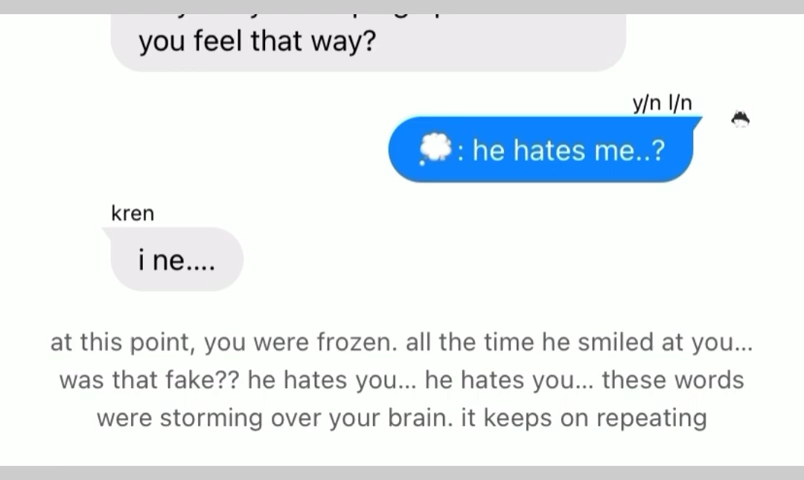 you feel that way?
y/n l/n
💭: he hates me..?
kren
i ne....
at this point, you were frozen. all the time he smiled at you...
was that fake?? he hates you... he hates you... these words
were storming over your brain. it keeps on repeating